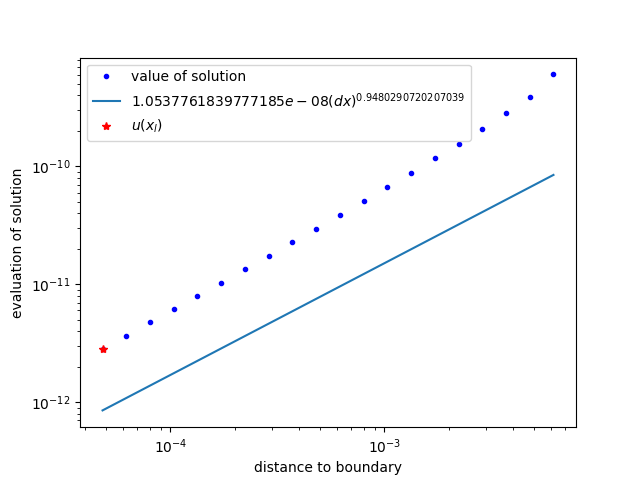 value of solution
1.0537761839777185e − 08(dx)^0.9480290720207039
u(x_l)
10^−10
10^−11
10^−12
evaluation of solution
10^−4
10^−3
distance to boundary